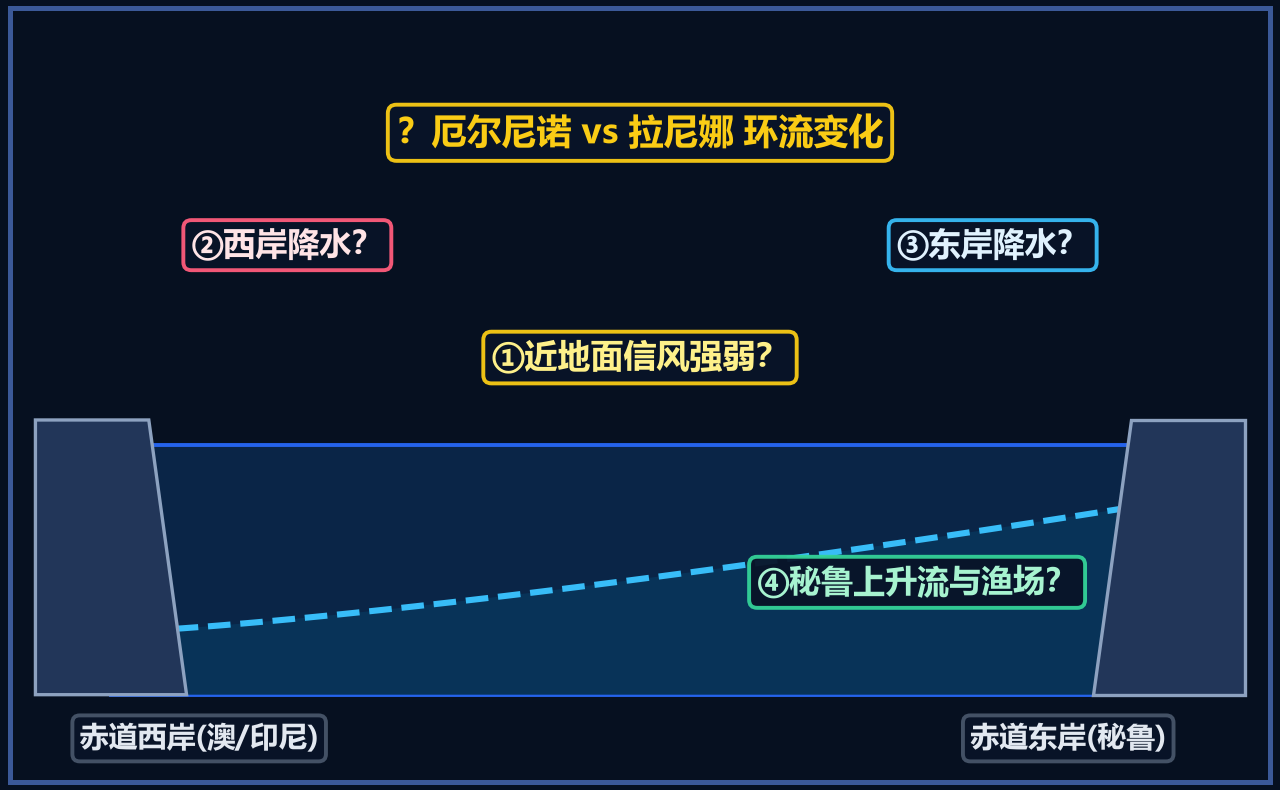 ？厄尔尼诺 vs 拉尼娜 环流变化
②西岸降水？
③东岸降水？
①近地面信风强弱？
④秘鲁上升流与渔场？
赤道西岸(澳/印尼)
赤道东岸(秘鲁)